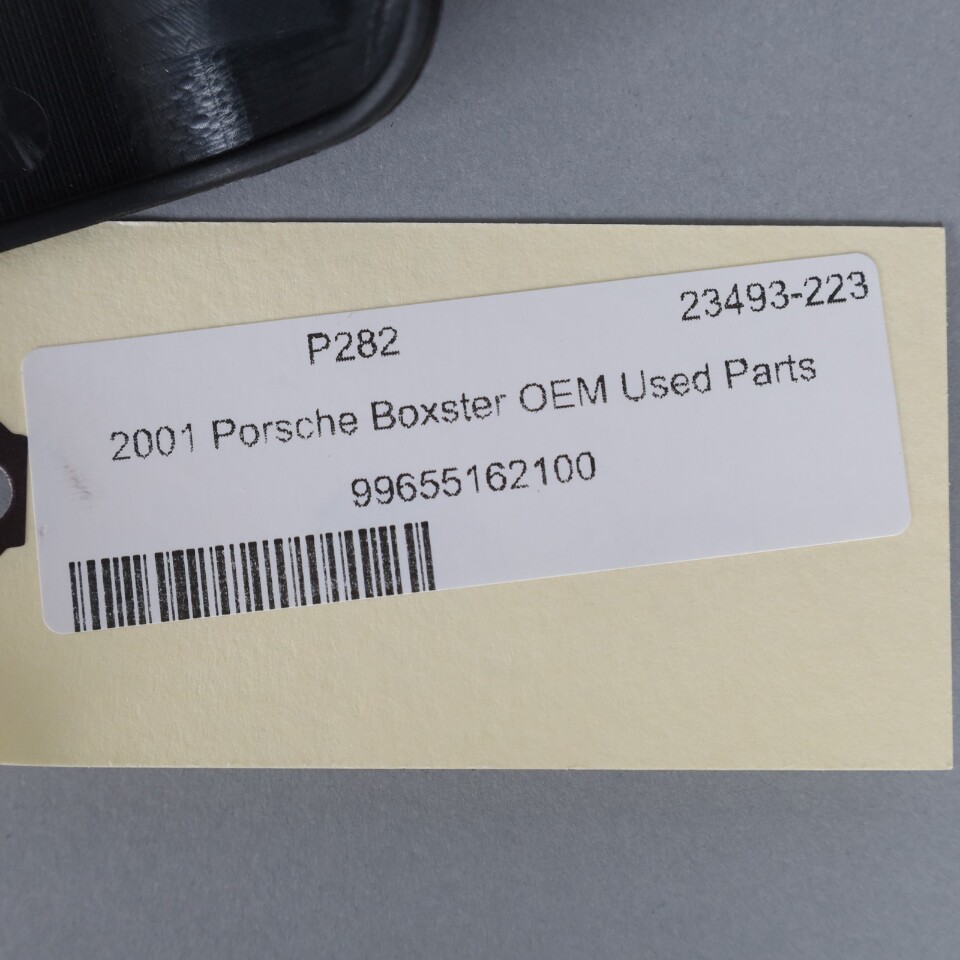 P282 23493-223
2001 Porsche Boxster OEM Used Parts
99655162100